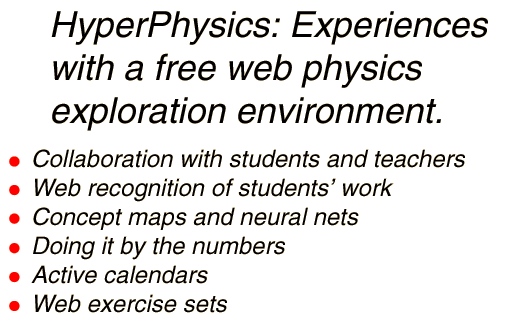 HyperPhysics: Experiences
with a free web physics
exploration environment.
Collaboration with students and teachers
Web recognition of students’ work
Concept maps and neural nets
Doing it by the numbers
Active calendars
Web exercise sets